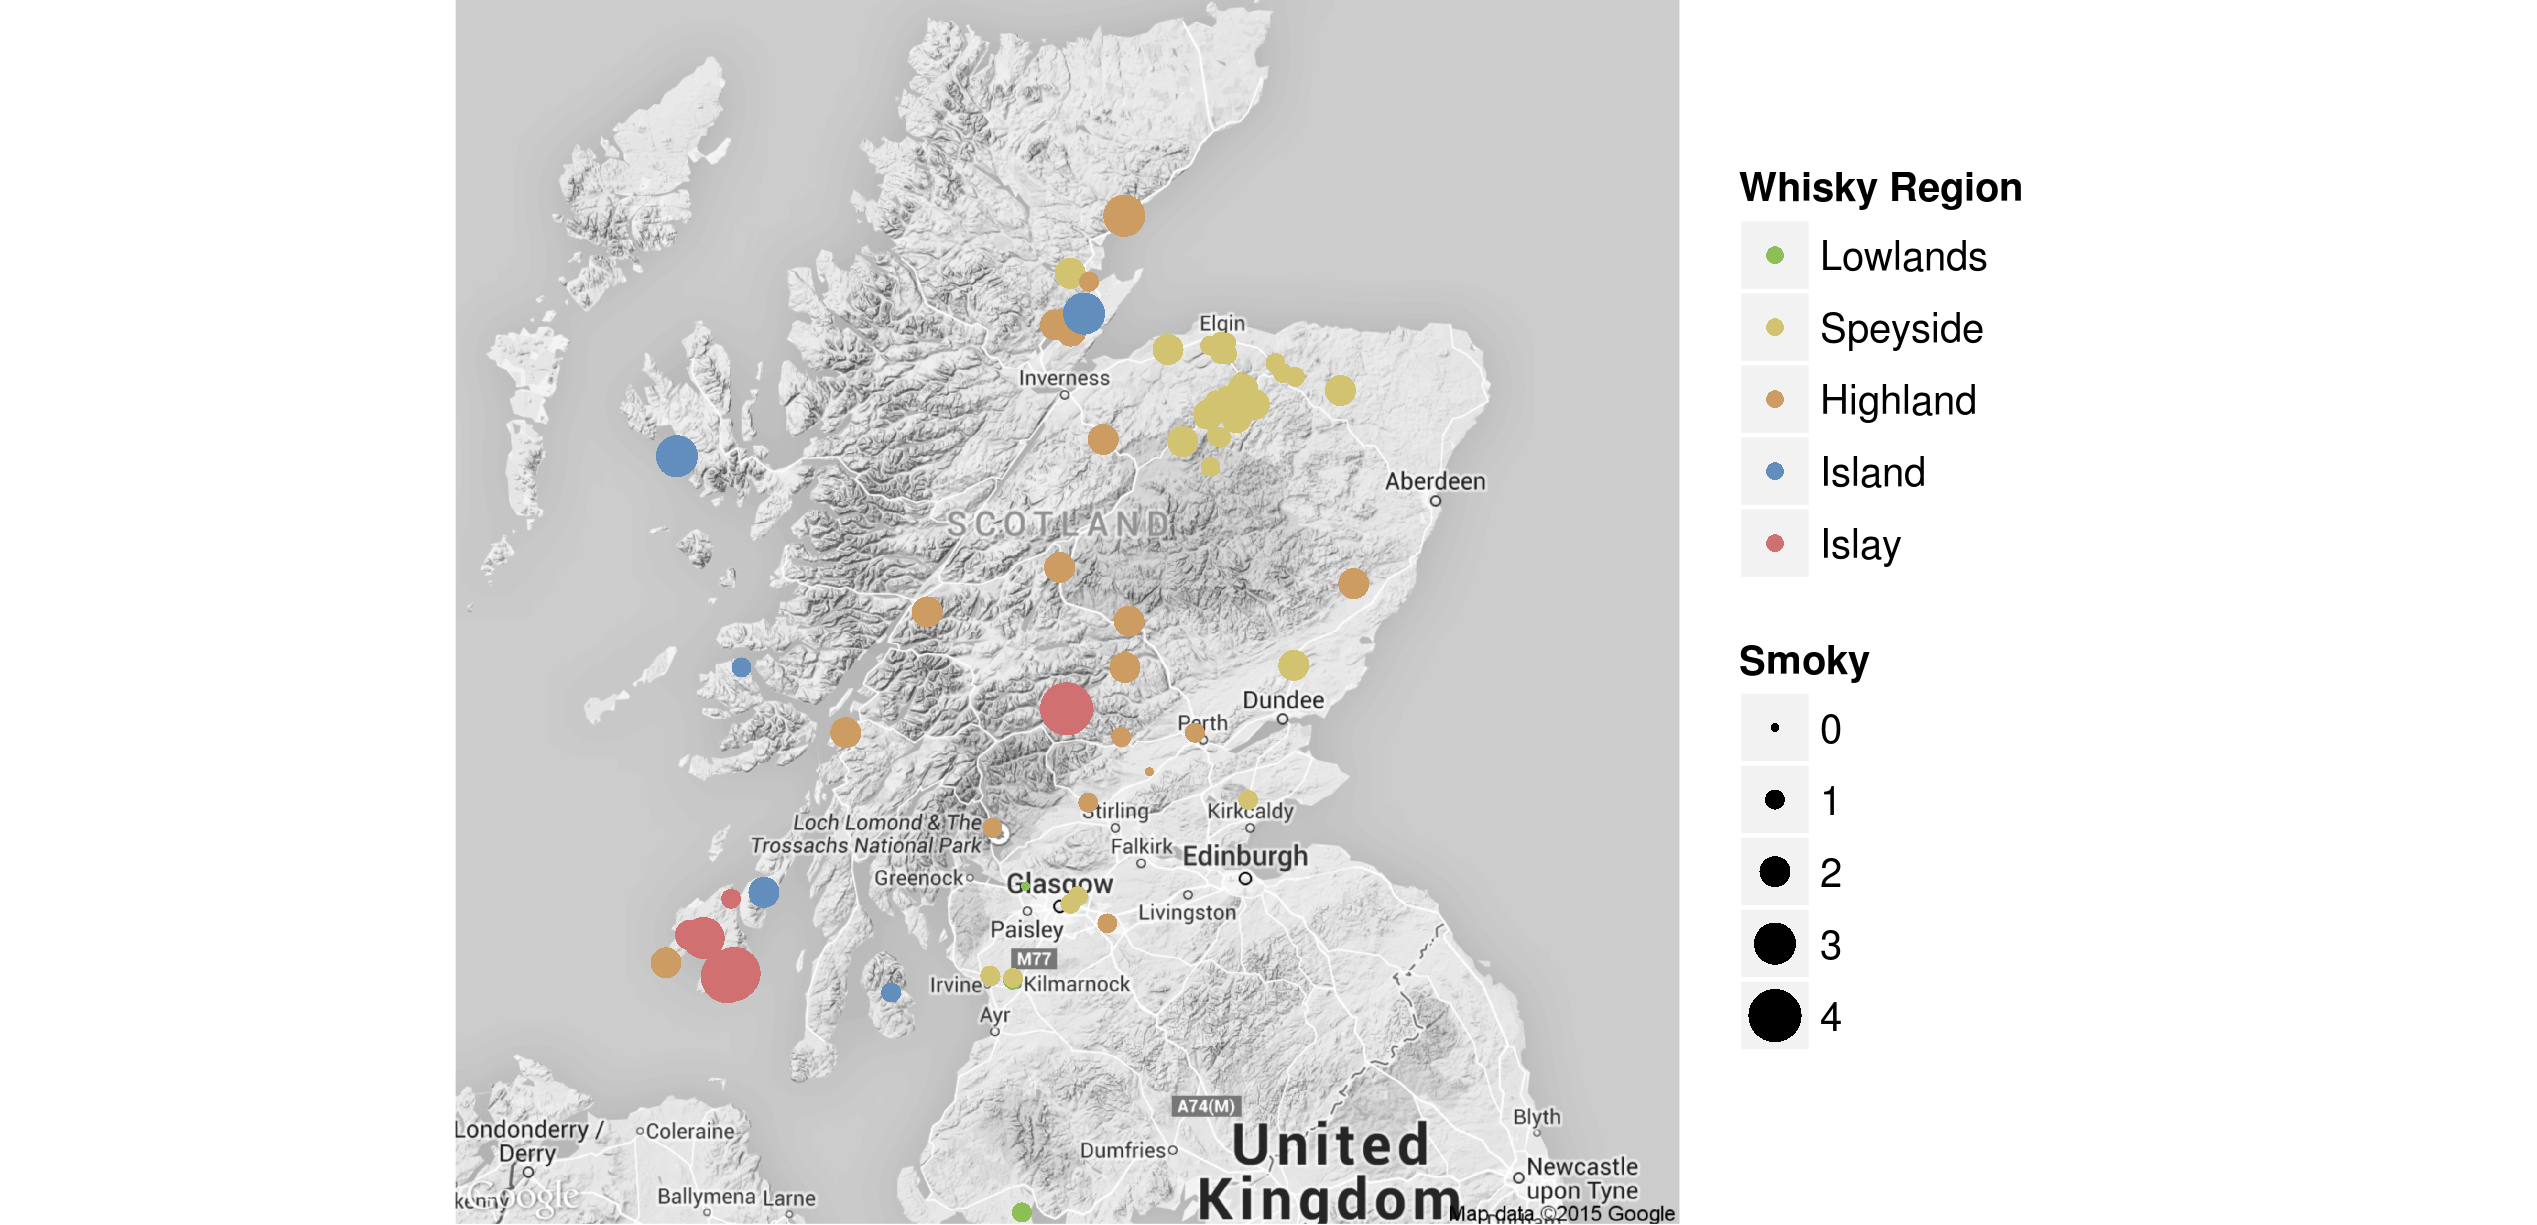 Elgin
Inverness
Aberdeen
SCOTLAND
Dundee
Perth
Stirling
Kirkcaldy
Loch Lomond & The
Trossachs National Park
Falkirk
Edinburgh
Greenock
Glasgow
Livingston
Paisley
M77
Irvine
Kilmarnock
Ayr
A74(M)
Blyth
Londonderry /
Derry
Coleraine
Dumfries
United
Kingdom
Newcastle
upon Tyne
Google
Ballymena
Larne
Map data ©2015 Google
Whisky Region
Lowlands
Speyside
Highland
Island
Islay
Smoky
0
1
2
3
4